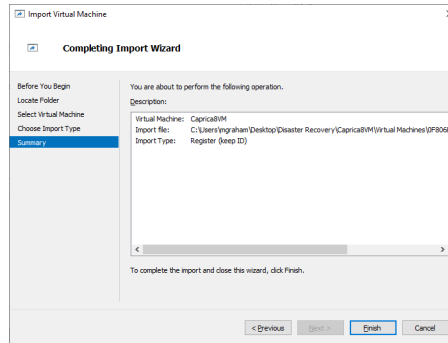 Import Virtual Machine
Completing Import Wizard
Before You Begin
Locate Folder
Select Virtual Machine
Choose Import Type
Summary
You are about to perform the following operation.
Description:
Virtual Machine: Caprica8VM
Import file: C:\Users\mgraham\Desktop\Disaster Recovery\Caprica8VM\Virtual Machines\0F806
Import Type: Register (keep ID)
To complete the import and close this wizard, click Finish.
< Previous Next > Finish Cancel